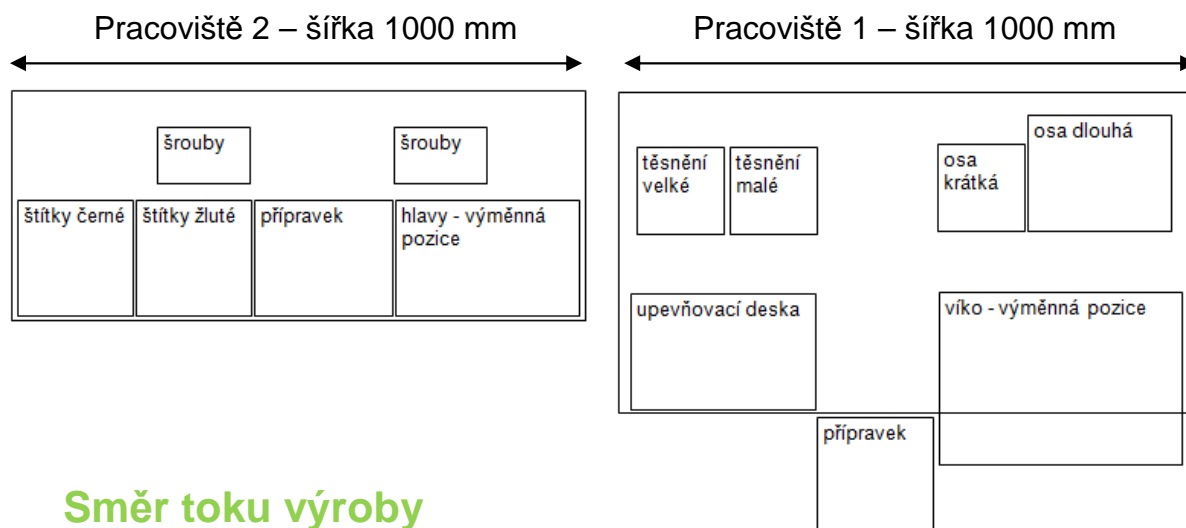 Pracoviště 2 – šířka 1000 mm
šrouby
šrouby
štítky černé
štítky žluté
přípravek
hlavy - výměnná
pozice
Pracoviště 1 – šířka 1000 mm
těsnění
velké
těsnění
malé
osa
krátká
osa dlouhá
upevňovací deska
víko - výměnná pozice
přípravek
Směr toku výroby